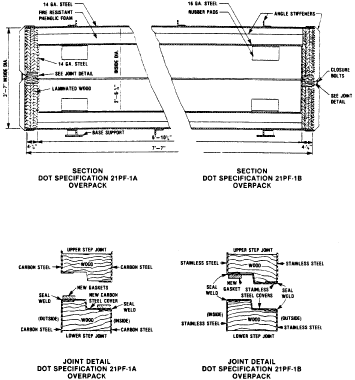 14 GA. STEEL
FIRE RESISTANT
PHENOLIC FOAM
16 GA. STEEL
RUBBER PADS
ANGLE STIFFENERS
3'-7" INSIDE DIA.
INSIDE DIA.
14 GA. STEEL
SEE JOINT DETAIL
LAMINATED WOOD
CLOSURE
BOLTS
SEE JOINT
DETAIL
BASE SUPPORT
7'-7"
SECTION
DOT SPECIFICATION 21PF-1A
OVERPACK
SECTION
DOT SPECIFICATION 21PF-1B
OVERPACK
UPPER STEP JOINT
WOOD
CARBON STEEL
CARBON STEEL
NEW GASKETS
SEAL
WELD
NEW CARBON
STEEL COVER
SEAL
WELD
(OUTSIDE)
WOOD
(INSIDE)
CARBON STEEL
CARBON STEEL
LOWER STEP JOINT
JOINT DETAIL
DOT SPECIFICATION 21PF-1A
OVERPACK
UPPER STEP JOINT
STAINLESS STEEL
WOOD
STAINLESS STEEL
SEAL
WELD
NEW
GASKET
STAINLESS
STEEL COVERS
SEAL
WELD
(INSIDE)
(OUTSIDE)
WOOD
STAINLESS STEEL
STAINLESS STEEL
LOWER STEP JOINT
JOINT DETAIL
DOT SPECIFICATION 21PF-1B
OVERPACK